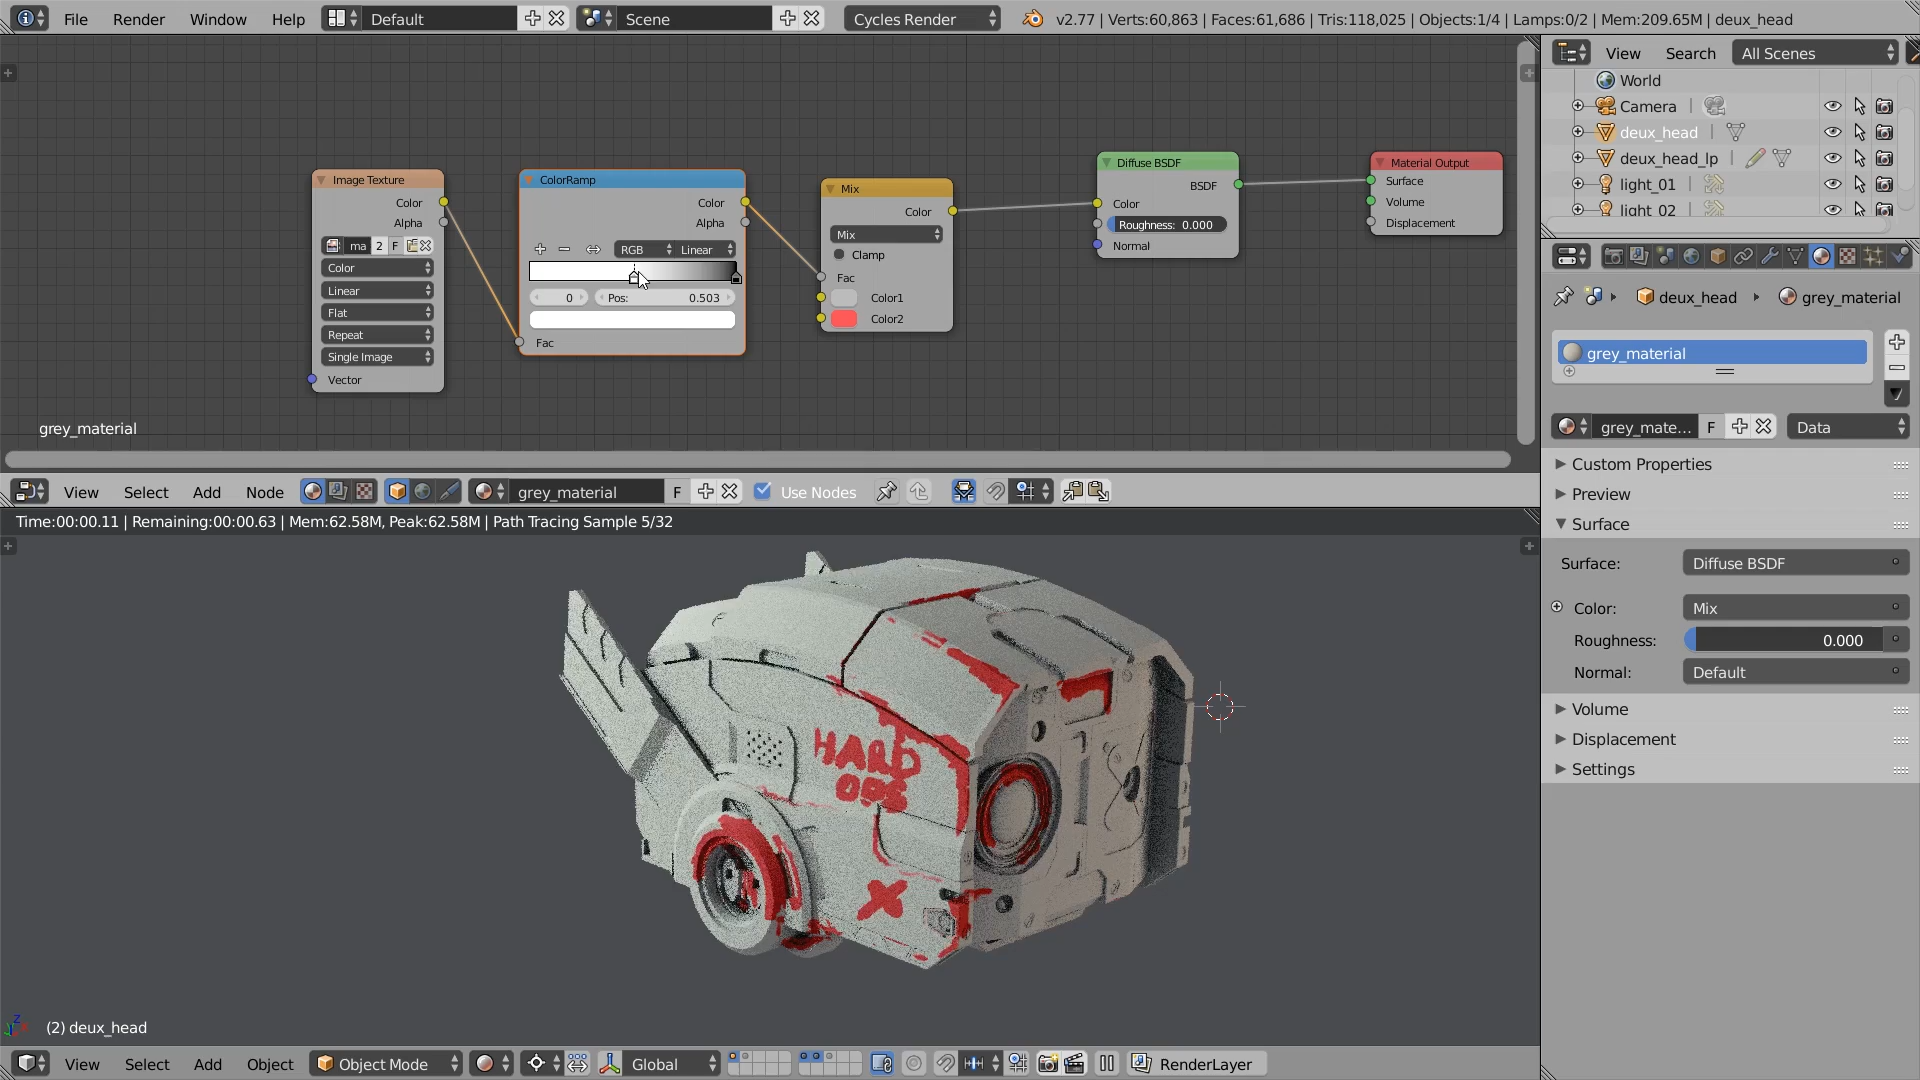 File Render Window Help Default Scene Cycles Render v2.77 | Verts:60,863 | Faces:61,686 | Tris:118,025 | Objects:1/4 | Lamps:0/2 | Mem:209.65M | deux_head
View Search All Scenes
World
Camera
deux_head
deux_head_lp
light_01
light_02
Image Texture
Color
Alpha
ma 2 F
Color
Linear
Flat
Repeat
Single Image
Vector
ColorRamp
Color
Alpha
RGB Linear
0 Pos: 0.503
Fac
Mix
Color
Mix
Clamp
Fac
Color1
Color2
Diffuse BSDF
BSDF
Color
Roughness: 0.000
Normal
Material Output
Surface
Volume
Displacement
grey_material
deux_head grey_material
grey_material
grey_mate... F Data
Custom Properties
Preview
Surface
Surface: Diffuse BSDF
Color: Mix
Roughness: 0.000
Normal: Default
Volume
Displacement
Settings
View Select Add Node grey_material F Use Nodes
Time:00:00.11 | Remaining:00:00.63 | Mem:62.58M, Peak:62.58M | Path Tracing Sample 5/32
HARD
OPS
X
Z
(2) deux_head
View Select Add Object Object Mode Global RenderLayer